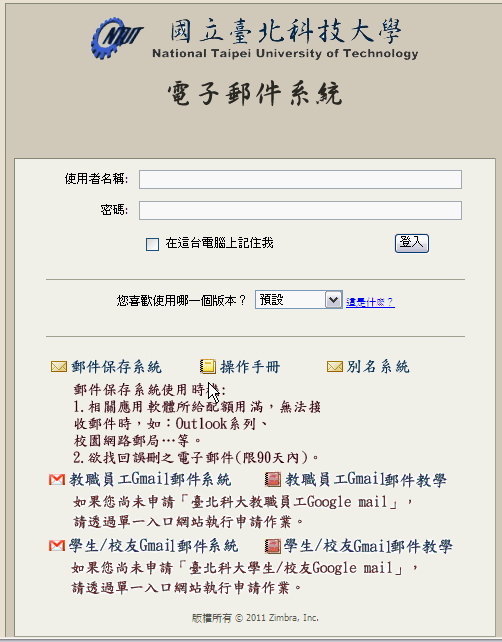 NTUT
國立臺北科技大學
National Taipei University of Technology
電子郵件系統
使用者名稱:
密碼:
在這台電腦上記住我
登入
您喜歡使用哪一個版本？ 預設 這是什麼？
郵件保存系統 操作手冊 別名系統
郵件保存系統使用時機:
1.相關應用軟體所給配額用滿，無法接
收郵件時，如：Outlook系列、
校園網路郵局…等。
2.欲找回誤刪之電子郵件(限90天內)。
教職員工Gmail郵件系統 教職員工Gmail郵件教學
如果您尚未申請「臺北科大教職員工Google mail」，
請透過單一入口網站執行申請作業。
學生/校友Gmail郵件系統 學生/校友Gmail郵件教學
如果您尚未申請「臺北科大學生/校友Google mail」，
請透過單一入口網站執行申請作業。
版權所有 © 2011 Zimbra, Inc.